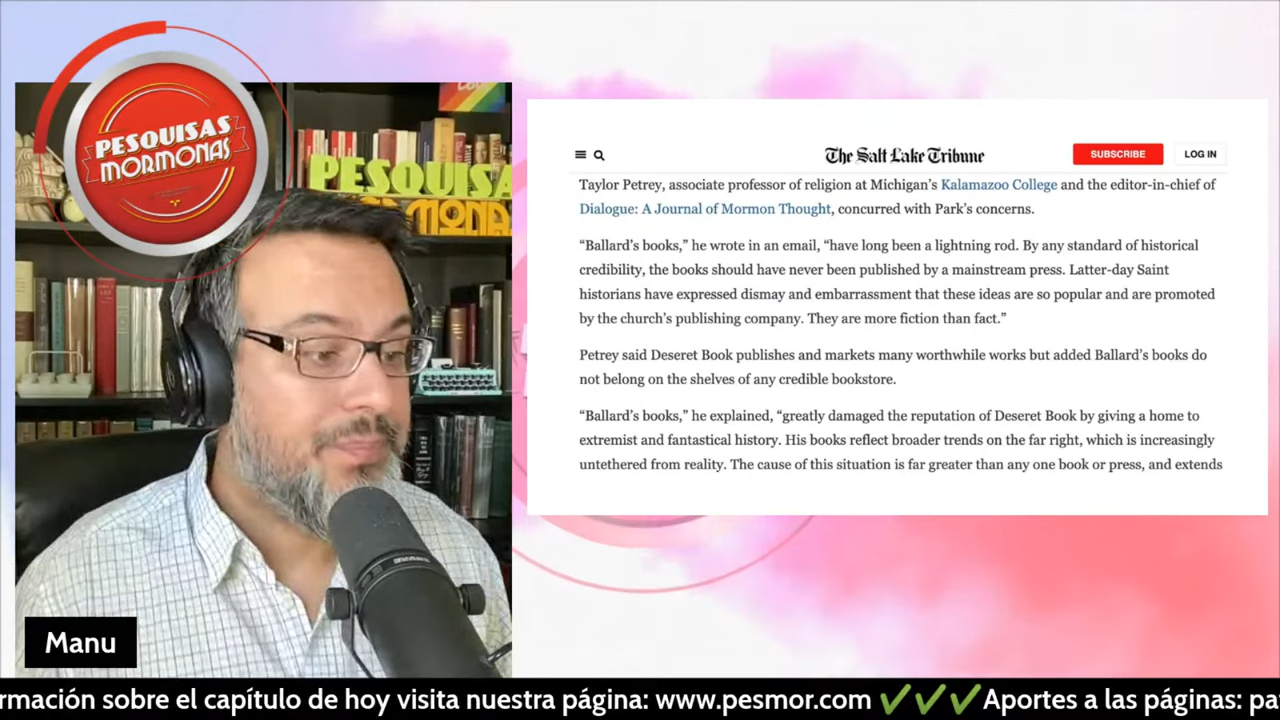 PESQUISAS
MORMONAS
PESQUISA
MORMONAS
The Salt Lake Tribune
SUBSCRIBE
LOG IN
Taylor Petrey, associate professor of religion at Michigan’s Kalamazoo College and the editor-in-chief of
Dialogue: A Journal of Mormon Thought, concurred with Park’s concerns.
“Ballard’s books,” he wrote in an email, “have long been a lightning rod. By any standard of historical
credibility, the books should have never been published by a mainstream press. Latter-day Saint
historians have expressed dismay and embarrassment that these ideas are so popular and are promoted
by the church’s publishing company. They are more fiction than fact.”
Petrey said Deseret Book publishes and markets many worthwhile works but added Ballard’s books do
not belong on the shelves of any credible bookstore.
“Ballard’s books,” he explained, “greatly damaged the reputation of Deseret Book by giving a home to
extremist and fantastical history. His books reflect broader trends on the far right, which is increasingly
untethered from reality. The cause of this situation is far greater than any one book or press, and extends
Manu
rmación sobre el capítulo de hoy visita nuestra página: www.pesmor.com ✓✓✓ Aportes a las páginas: pa